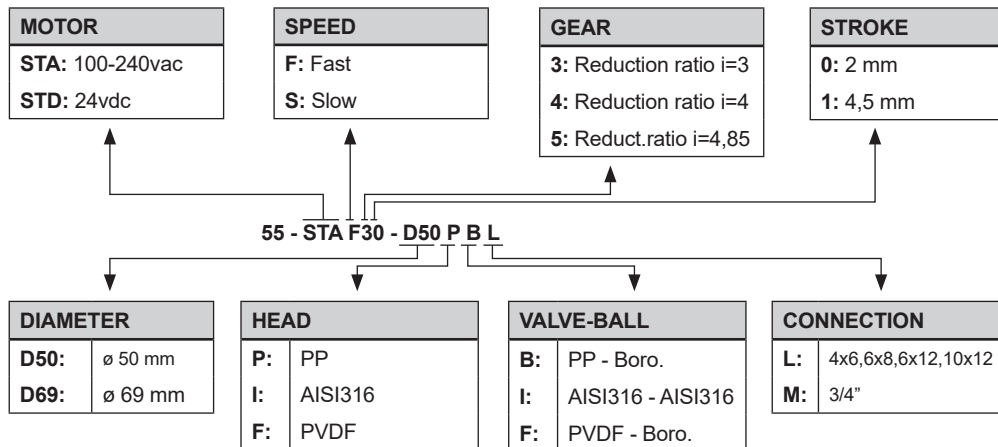 MOTOR
STA: 100-240vac
STD: 24vdc
SPEED
F: Fast
S: Slow
GEAR
3: Reduction ratio i=3
4: Reduction ratio i=4
5: Reduct.ratio i=4,85
STROKE
0: 2 mm
1: 4,5 mm
55 - STA F30 - D50 P B L
DIAMETER
D50: ø 50 mm
D69: ø 69 mm
HEAD
P: PP
I: AISI316
F: PVDF
VALVE-BALL
B: PP - Boro.
I: AISI316 - AISI316
F: PVDF - Boro.
CONNECTION
L: 4x6,6x8,6x12,10x12
M: 3/4”